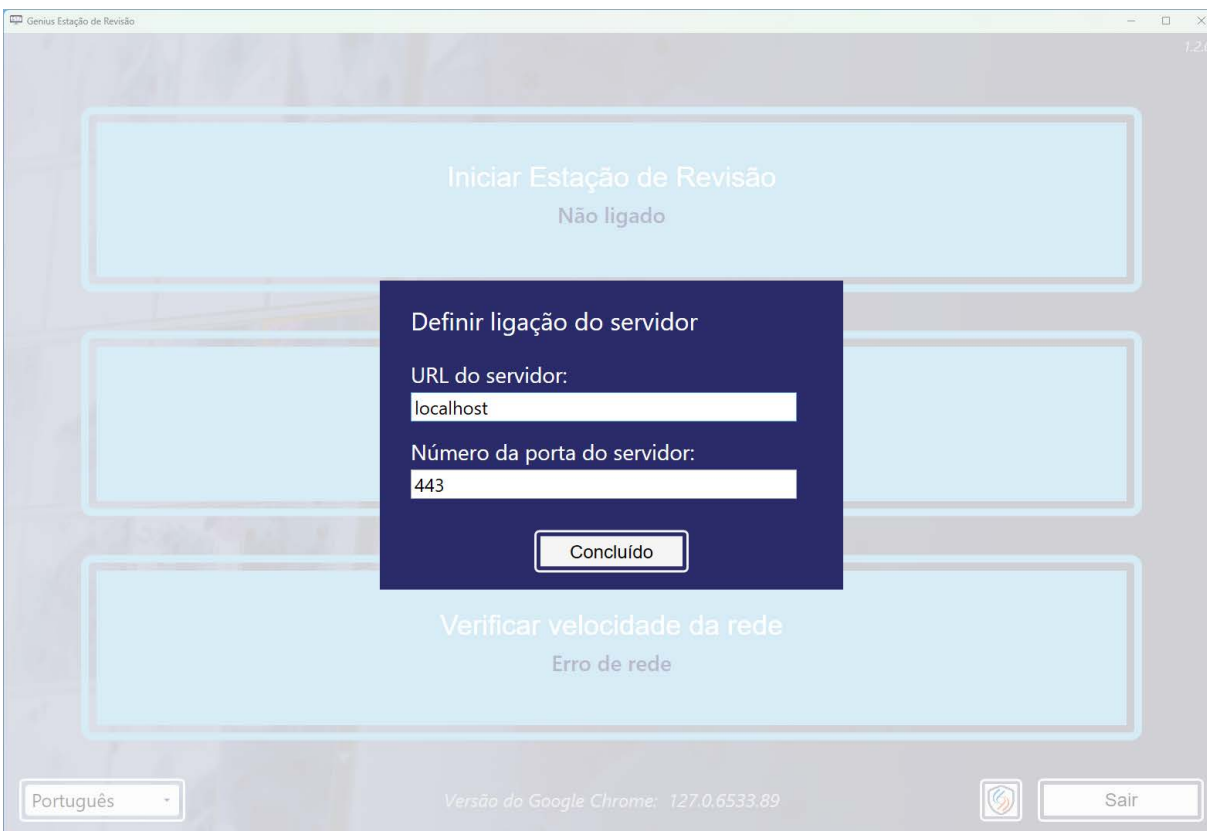 Genius Estação de Revisão
Iniciar Estação de Revisão
Não ligado
Definir ligação do servidor
URL do servidor:
localhost
Número da porta do servidor:
443
Concluído
Verificar velocidade da rede
Erro de rede
Português
Versão do Google Chrome: 127.0.6533.89
Sair